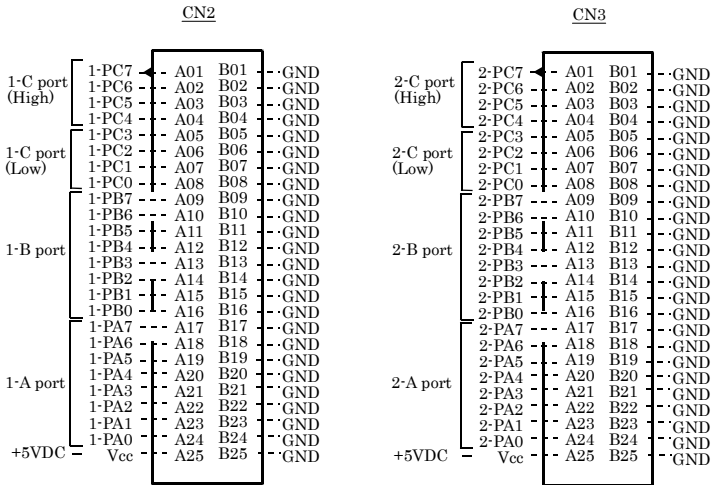 CN2
1-C port
(High)
1-C port
(Low)
1-B port
1-A port
+5VDC
1-PC7 A01 B01 GND
1-PC6 A02 B02 GND
1-PC5 A03 B03 GND
1-PC4 A04 B04 GND
1-PC3 A05 B05 GND
1-PC2 A06 B06 GND
1-PC1 A07 B07 GND
1-PC0 A08 B08 GND
1-PB7 A09 B09 GND
1-PB6 A10 B10 GND
1-PB5 A11 B11 GND
1-PB4 A12 B12 GND
1-PB3 A13 B13 GND
1-PB2 A14 B14 GND
1-PB1 A15 B15 GND
1-PB0 A16 B16 GND
1-PA7 A17 B17 GND
1-PA6 A18 B18 GND
1-PA5 A19 B19 GND
1-PA4 A20 B20 GND
1-PA3 A21 B21 GND
1-PA2 A22 B22 GND
1-PA1 A23 B23 GND
1-PA0 A24 B24 GND
Vcc A25 B25 GND
CN3
2-C port
(High)
2-C port
(Low)
2-B port
2-A port
+5VDC
2-PC7 A01 B01 GND
2-PC6 A02 B02 GND
2-PC5 A03 B03 GND
2-PC4 A04 B04 GND
2-PC3 A05 B05 GND
2-PC2 A06 B06 GND
2-PC1 A07 B07 GND
2-PC0 A08 B08 GND
2-PB7 A09 B09 GND
2-PB6 A10 B10 GND
2-PB5 A11 B11 GND
2-PB4 A12 B12 GND
2-PB3 A13 B13 GND
2-PB2 A14 B14 GND
2-PB1 A15 B15 GND
2-PB0 A16 B16 GND
2-PA7 A17 B17 GND
2-PA6 A18 B18 GND
2-PA5 A19 B19 GND
2-PA4 A20 B20 GND
2-PA3 A21 B21 GND
2-PA2 A22 B22 GND
2-PA1 A23 B23 GND
2-PA0 A24 B24 GND
Vcc A25 B25 GND